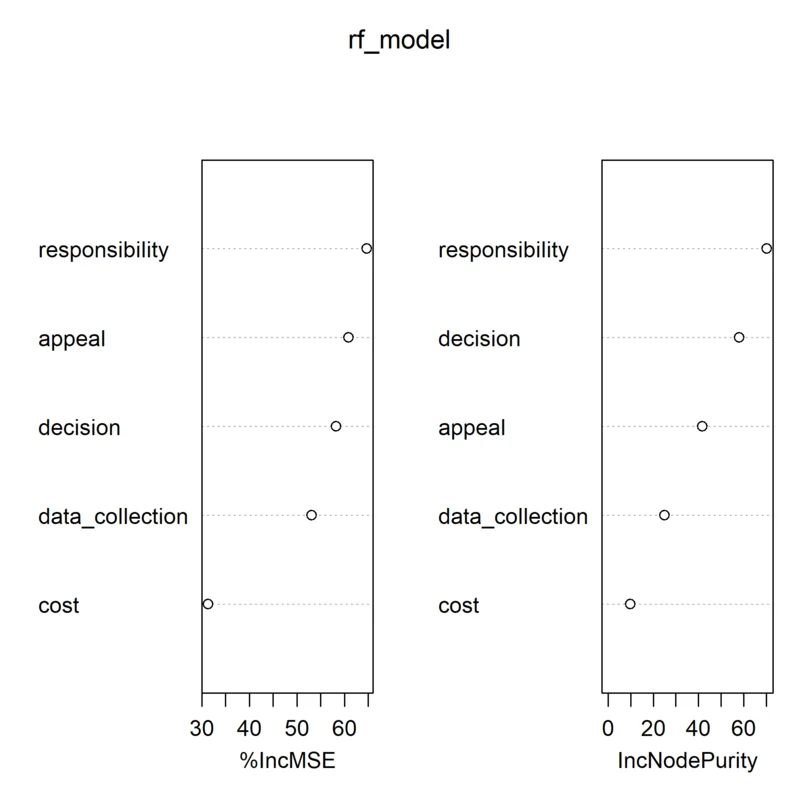 rf_model
responsibility
appeal
decision
data_collection
cost
30 40 50 60
%IncMSE
responsibility
decision
appeal
data_collection
cost
0 20 40 60
IncNodePurity